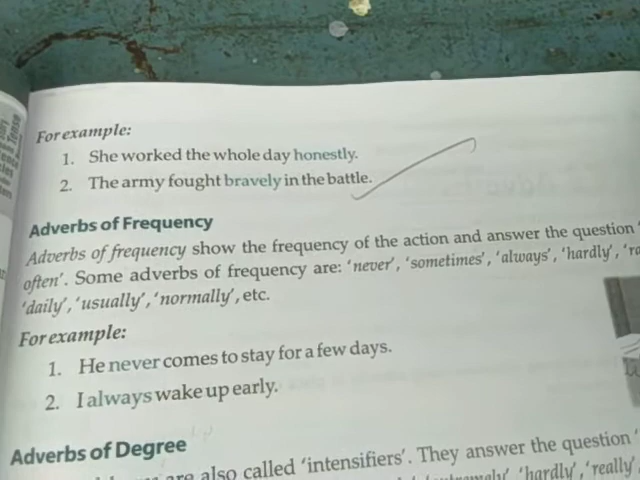 For example:
1. She worked the whole day honestly.
2. The army fought bravely in the battle.
Adverbs of Frequency
Adverbs of frequency show the frequency of the action and answer the question
often'. Some adverbs of frequency are: 'never', 'sometimes', 'always', 'hardly',
'daily', 'usually', 'normally', etc.
For example:
1. He never comes to stay for a few days.
2. I always wake up early.
Adverbs of Degree
are also called 'intensifiers'. They answer the question
'hardly', 'really',